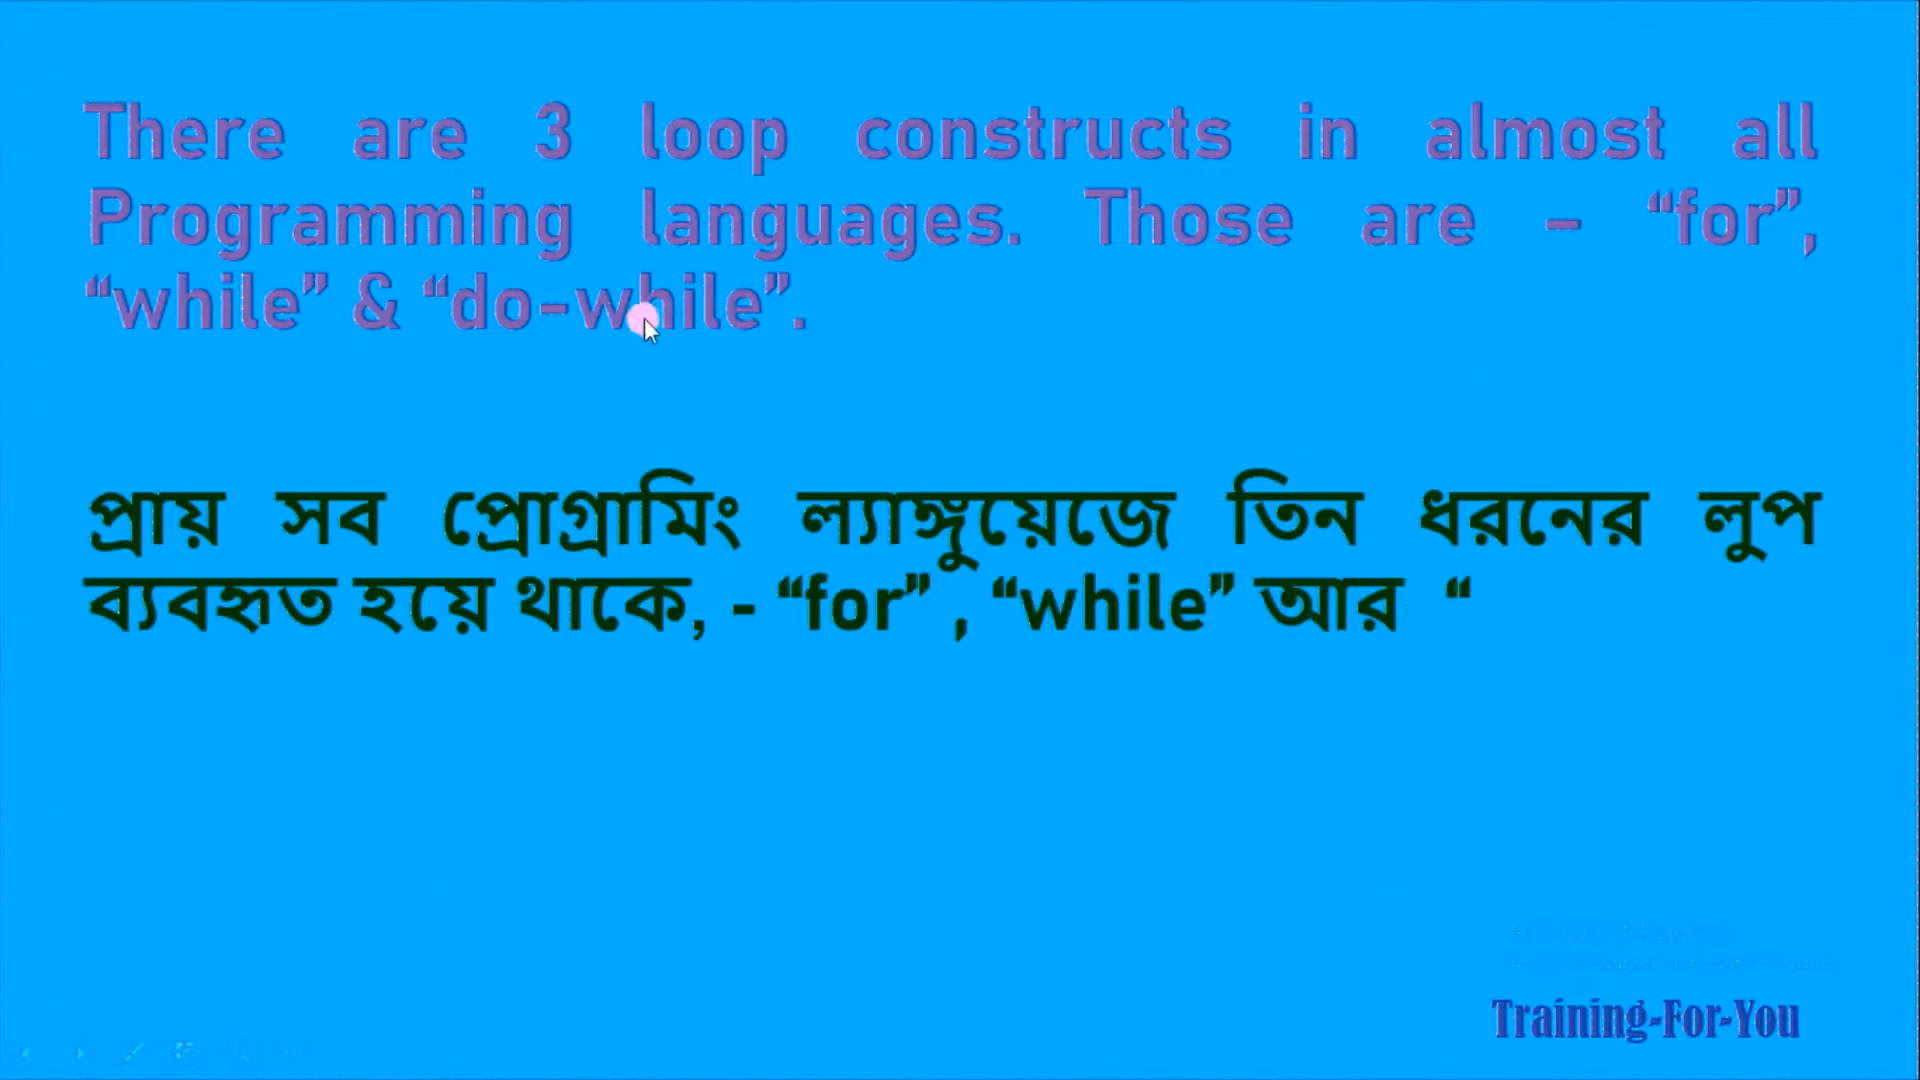 There are 3 loop constructs in almost all
Programming languages. Those are – “for”,
“while” & “do-while”.
প্রায় সব প্রোগ্রামিং ল্যাঙ্গুয়েজে তিন ধরনের লুপ
ব্যবহৃত হয়ে থাকে, - “for” , “while” আর “
Training-For-You